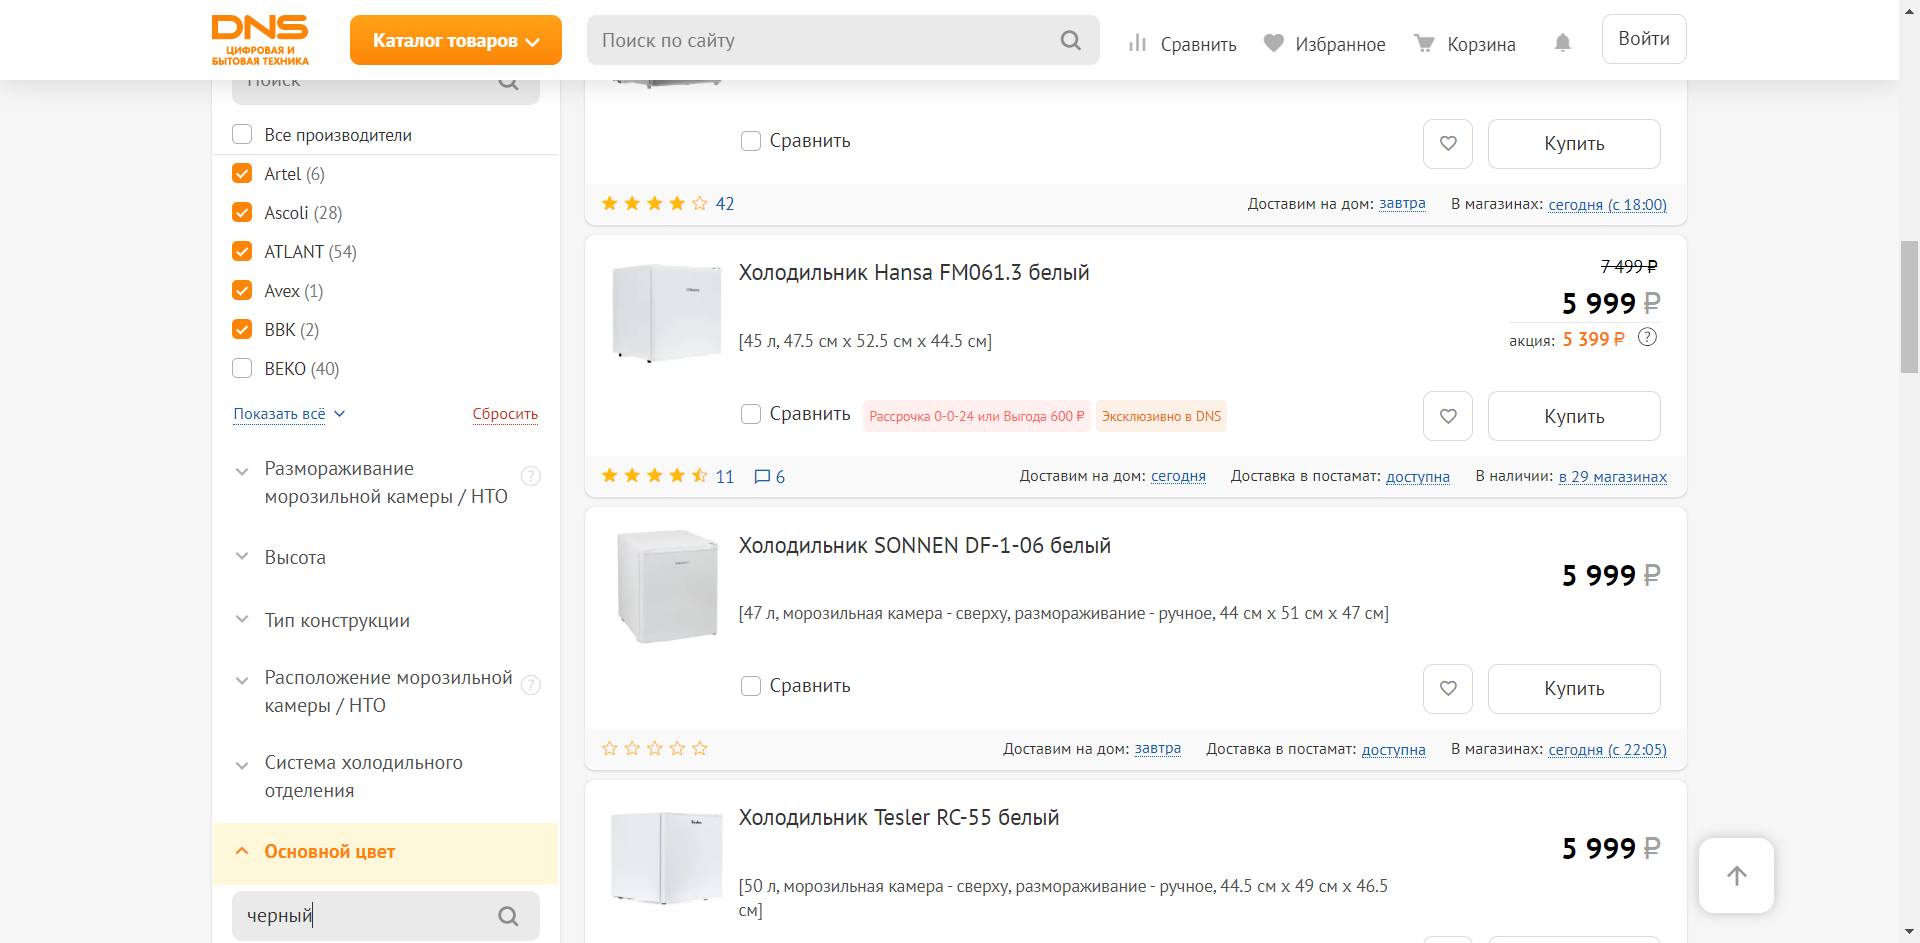 DNS
ЦИФРОВАЯ И
БЫТОВАЯ ТЕХНИКА
Каталог товаров
Поиск по сайту
Сравнить
Избранное
Корзина
Войти
Поиск
Все производители
Artel (6)
Ascoli (28)
ATLANT (54)
Avex (1)
BBK (2)
BEKO (40)
Показать всё
Сбросить
Размораживание
морозильной камеры / НТО
?
Высота
Тип конструкции
Расположение морозильной
камеры / НТО
?
Система холодильного
отделения
Основной цвет
черный
Сравнить
Купить
42
Доставим на дом: завтра
В магазинах: сегодня (с 18:00)
Холодильник Hansa FM061.3 белый
7 499 ₽
5 999 ₽
акция: 5 399 ₽ ?
[45 л, 47.5 см x 52.5 см x 44.5 см]
Сравнить
Рассрочка 0-0-24 или Выгода 600 ₽
Эксклюзивно в DNS
Купить
11
6
Доставим на дом: сегодня
Доставка в постамат: доступна
В наличии: в 29 магазинах
Холодильник SONNEN DF-1-06 белый
5 999 ₽
[47 л, морозильная камера - сверху, размораживание - ручное, 44 см x 51 см x 47 см]
Сравнить
Купить
Доставим на дом: завтра
Доставка в постамат: доступна
В магазинах: сегодня (с 22:05)
Холодильник Tesler RC-55 белый
5 999 ₽
[50 л, морозильная камера - сверху, размораживание - ручное, 44.5 см x 49 см x 46.5
см]